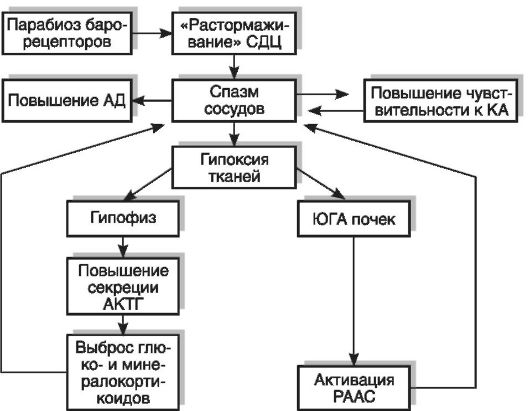 Парабиоз баро-
рецепторов
«Растормажи-
вание» СДЦ
Повышение АД
Спазм
сосудов
Повышение чувст-
вительности к КА
Гипоксия
тканей
Гипофиз
ЮГА почек
Повышение
секреции
АКТГ
Выброс глю-
ко- и мине-
ралокорти-
коидов
Активация
РААС